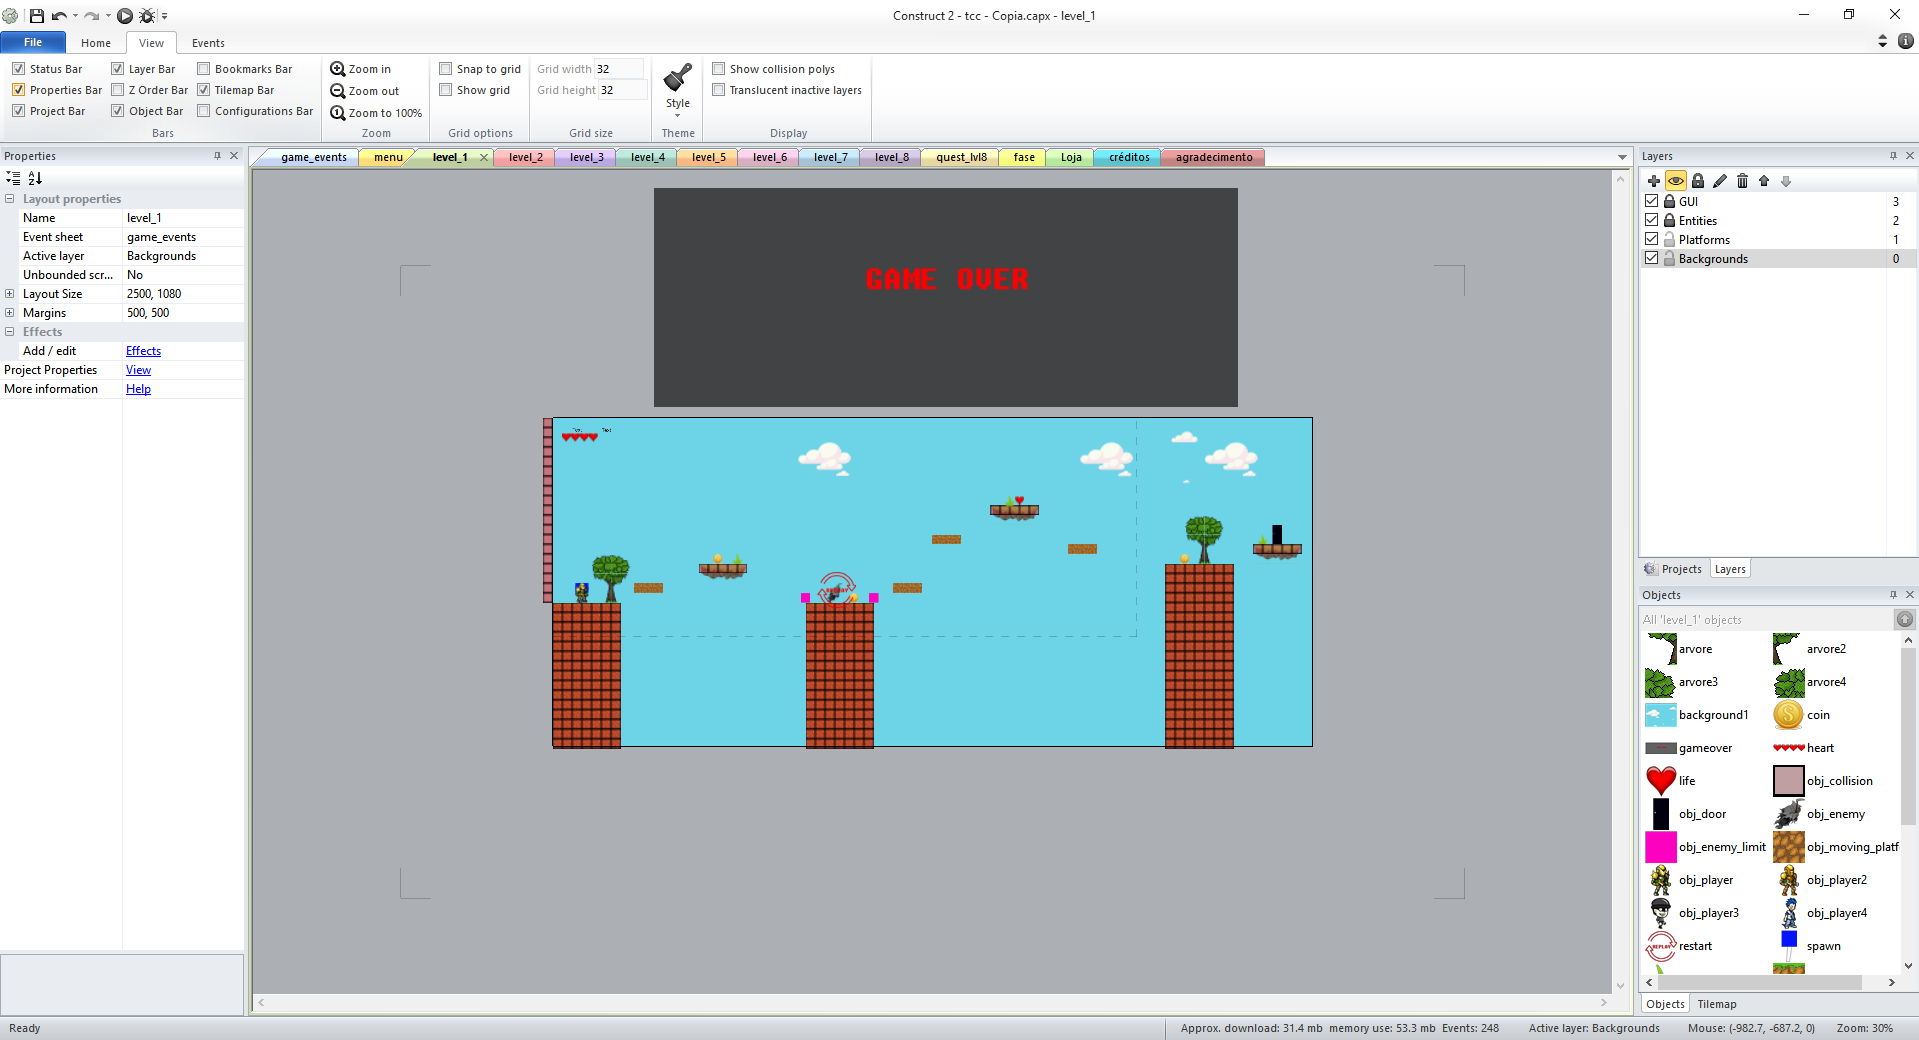 Construct 2 - tcc - Copia.capx - level_1
File Home View Events
Status Bar Layer Bar Bookmarks Bar Zoom in Snap to grid Grid width 32 Show collision polys
Properties Bar Z Order Bar Tilemap Bar Zoom out Show grid Grid height 32 Translucent inactive layers
Project Bar Object Bar Configurations Bar Zoom to 100% Style
Bars Zoom Grid options Grid size Theme Display
Properties
game_events menu level_1 level_2 level_3 level_4 level_5 level_6 level_7 level_8 quest_lvl8 fase Loja créditos agradecimento
Layout properties
Name level_1
Event sheet game_events
Active layer Backgrounds
Unbounded scr... No
Layout Size 2500, 1080
Margins 500, 500
Effects
Add / edit Effects
Project Properties View
More information Help
GAME OVER
Text Text
REPLAY
Layers
GUI 3
Entities 2
Platforms 1
Backgrounds 0
Projects Layers
Objects
All 'level_1' objects
arvore arvore2
arvore3 arvore4
background1 coin
gameover heart
life obj_collision
obj_door obj_enemy
obj_enemy_limit obj_moving_platf
obj_player obj_player2
obj_player3 obj_player4
REPLAY restart spawn
Objects Tilemap
Ready Approx. download: 31.4 mb memory use: 53.3 mb Events: 248 Active layer: Backgrounds Mouse: (-982.7, -687.2, 0) Zoom: 30%